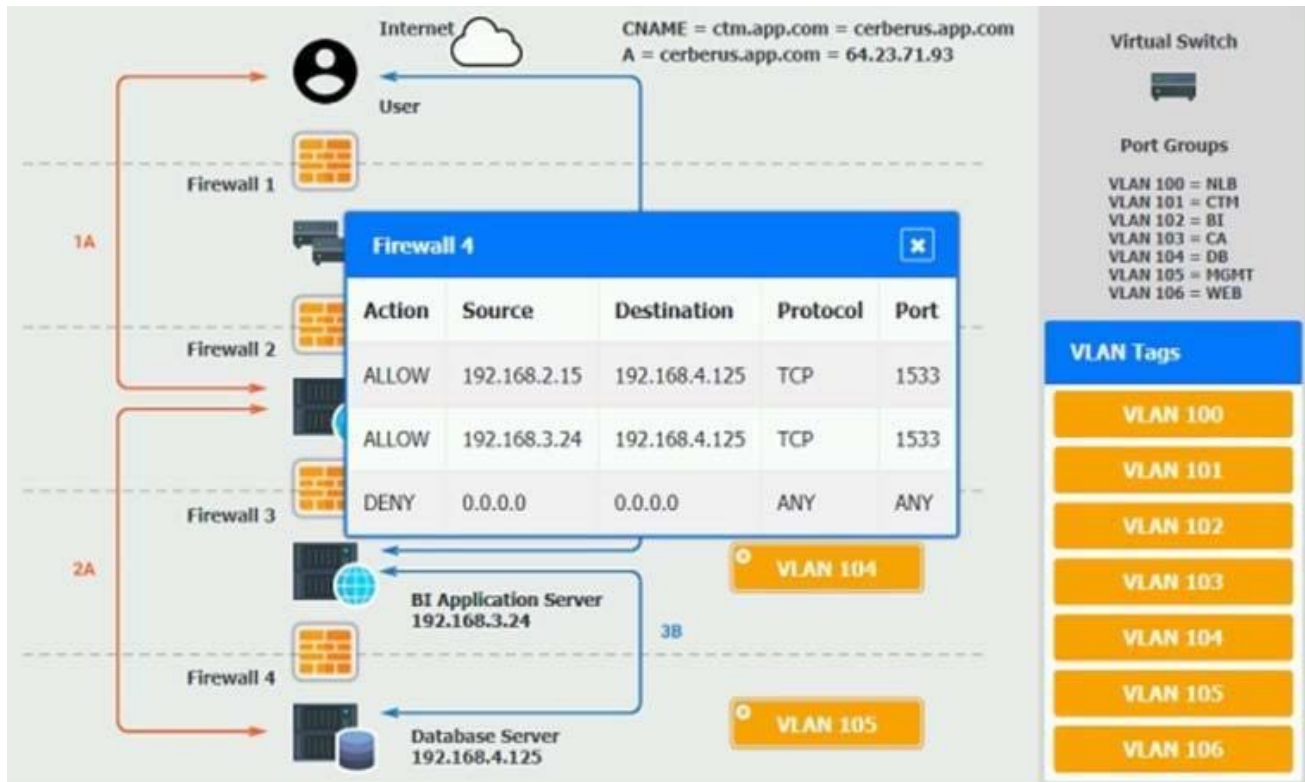 Internet
CNAME = ctm.app.com = cerberus.app.com
A = cerberus.app.com = 64.23.71.93
User
Firewall 1
1A
Firewall 2
Firewall 3
2A
BI Application Server
192.168.3.24
3B
Firewall 4
Database Server
192.168.4.125
VLAN 104
VLAN 105
Firewall 4
Action Source Destination Protocol Port
ALLOW 192.168.2.15 192.168.4.125 TCP 1533
ALLOW 192.168.3.24 192.168.4.125 TCP 1533
DENY 0.0.0.0 0.0.0.0 ANY ANY
Virtual Switch
Port Groups
VLAN 100 = NLB
VLAN 101 = CTM
VLAN 102 = BI
VLAN 103 = CA
VLAN 104 = DB
VLAN 105 = MGMT
VLAN 106 = WEB
VLAN Tags
VLAN 100
VLAN 101
VLAN 102
VLAN 103
VLAN 104
VLAN 105
VLAN 106